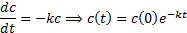 dc/dt = −kc ⟹ c(t) = c(0)e^{−kt}